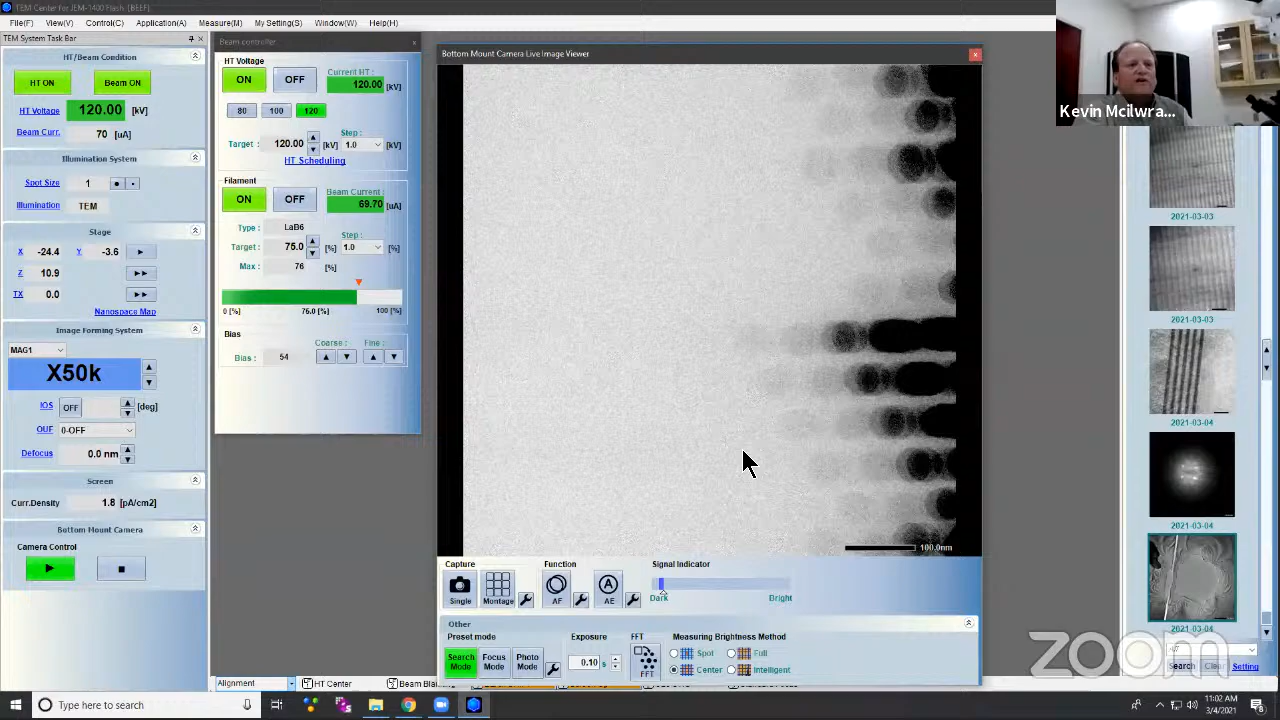 TEM Center for JEM-1400 Flash (BEEF)
File(F) View(V) Control(C) Alignment(A) Measure(M) My Setting(S) Window(W) Help(H)
TEM System Task Bar
HT/Beam Condition
HT ON Beam ON
HT Voltage 120.00 [kV]
Beam Curr. 70 [uA]
Illumination System
Spot Size 1
Illumination TEM
Stage
X -24.4 Y -3.6
Z 10.9
TX 0.0
Nanospace Map
Image Forming System
MAG1
X50k
IOS OFF [deg]
OUF 0-OFF
Defocus 0.0 nm
Screen
Curr.Density 1.8 [pA/cm2]
Bottom Mount Camera
Camera Control
Beam controller
HT Voltage
ON OFF Current HT: 120.00 [kV]
80 100 120
Target : 120.00 [kV] Step : 1.0 [kV]
HT Scheduling
Filament
ON OFF Beam Current : 69.70 [uA]
Type : LaB6
Target : 75.0 [%] Step : 1.0 [%]
Max : 76 [%]
0 [%] 75.0 [%] 100 [%]
Bias
Coarse : Fine :
Bias : 54
Bottom Mount Camera Live Image Viewer
100.0nm
Capture Function Signal Indicator
Single Montage AF AE
Dark Bright
Other
Preset mode Exposure FFT Measuring Brightness Method
Search Mode Focus Mode Photo Mode 0.10 s FFT
Spot Full
Center Intelligent
Alignment HT Center
Kevin Mcilwra...
2021-03-03
2021-03-03
2021-03-04
2021-03-04
2021-03-04
Search Clear Setting
zoom
Type here to search
11:02 AM
3/4/2021